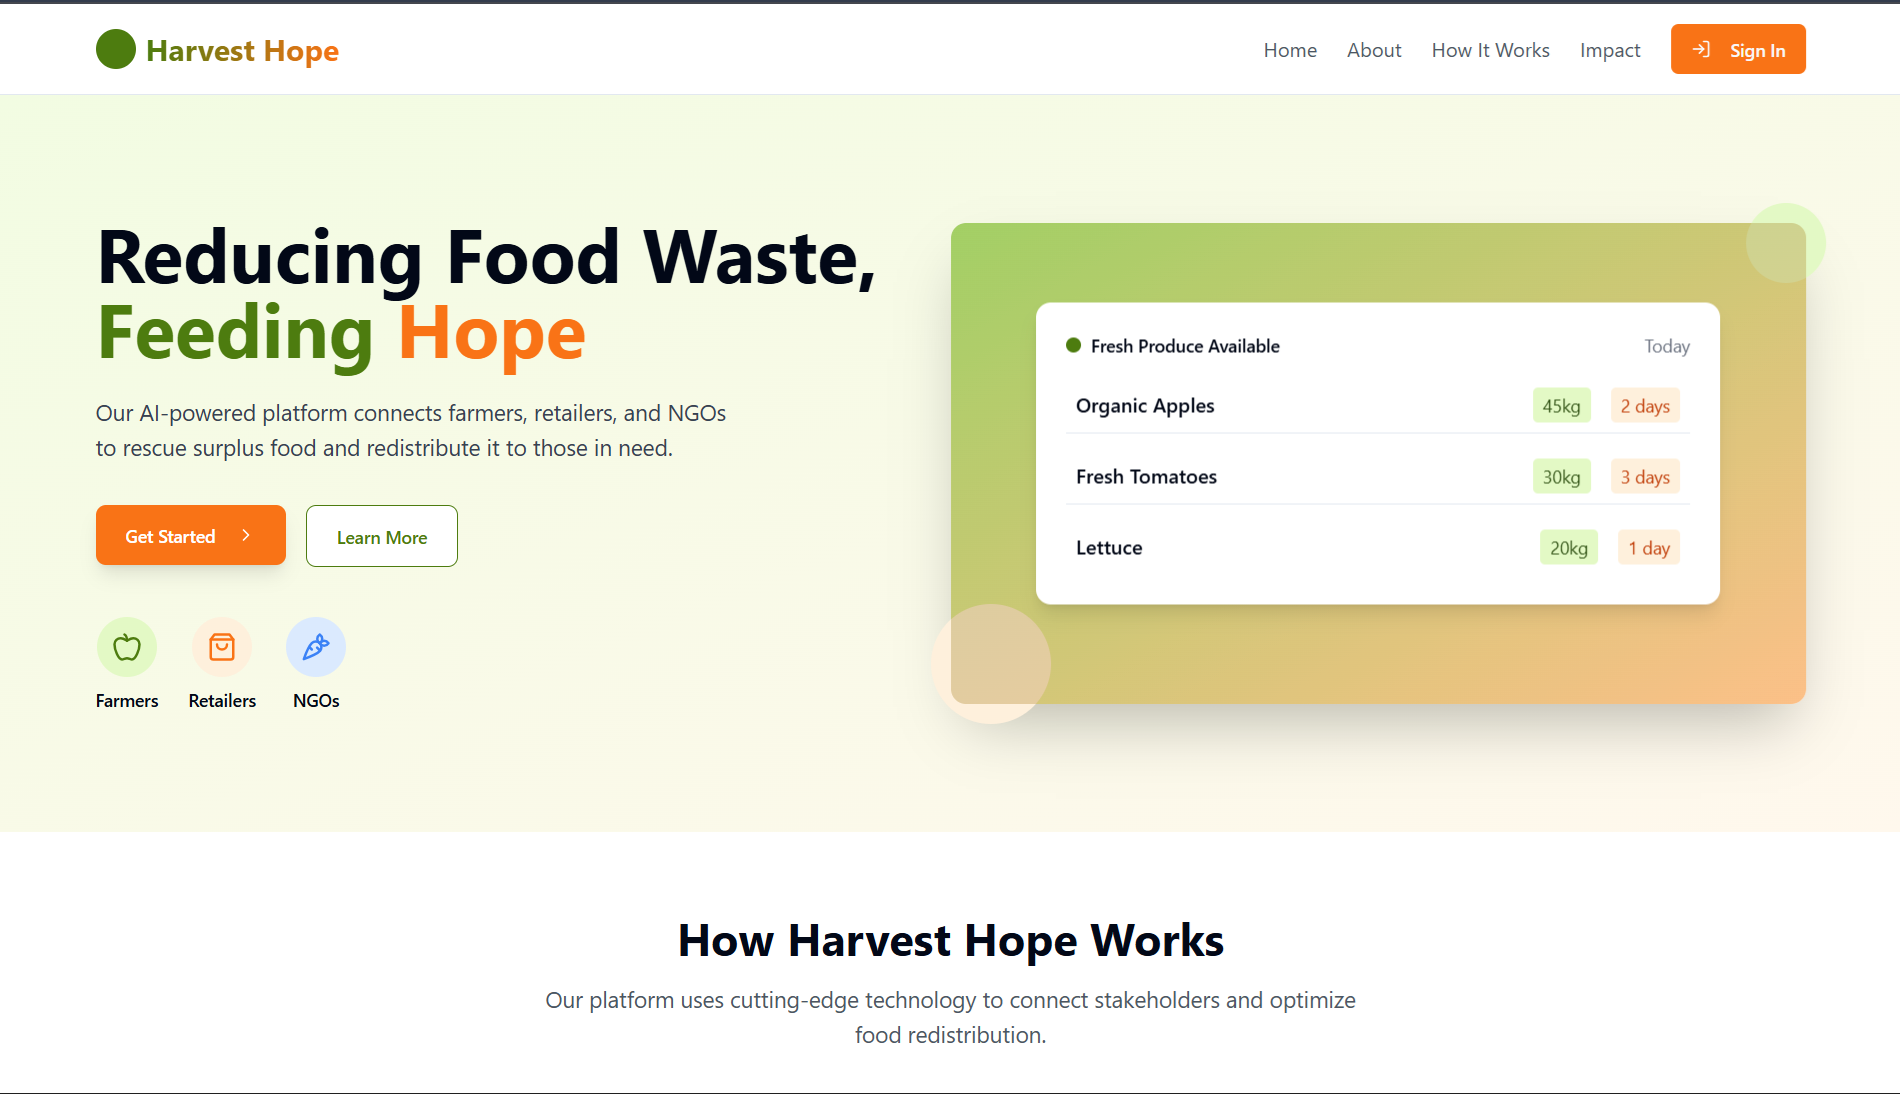 Harvest Hope
Home
About
How It Works
Impact
Sign In
Reducing Food Waste,
Feeding Hope
Our AI-powered platform connects farmers, retailers, and NGOs
to rescue surplus food and redistribute it to those in need.
Get Started
Learn More
Farmers
Retailers
NGOs
Fresh Produce Available
Today
Organic Apples
45kg
2 days
Fresh Tomatoes
30kg
3 days
Lettuce
20kg
1 day
How Harvest Hope Works
Our platform uses cutting-edge technology to connect stakeholders and optimize
food redistribution.